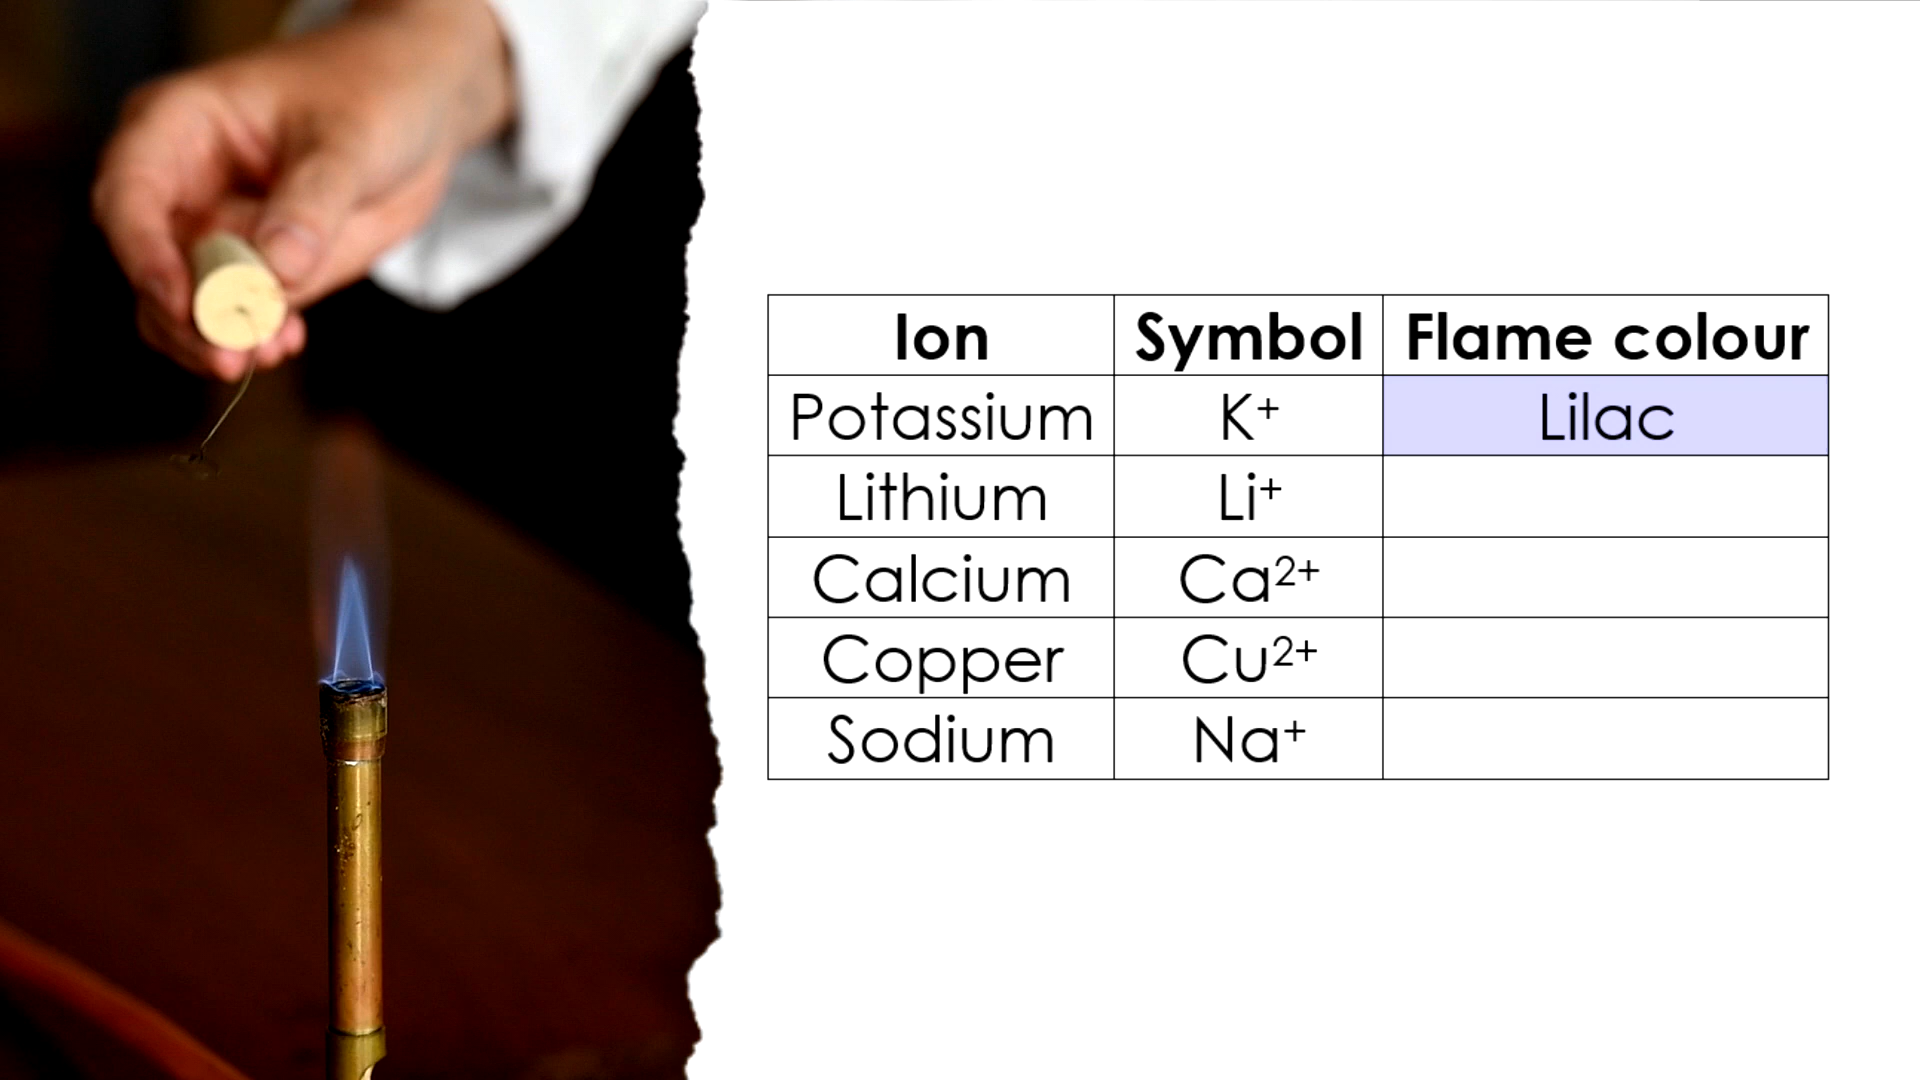 Ion Symbol Flame colour
Potassium K⁺ Lilac
Lithium Li⁺
Calcium Ca²⁺
Copper Cu²⁺
Sodium Na⁺